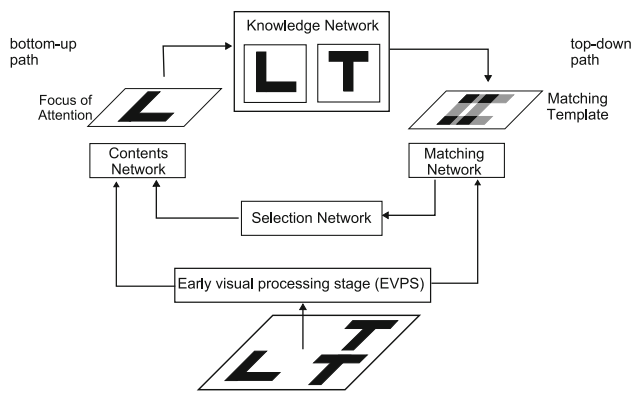 Knowledge Network
bottom-up
path
top-down
path
L T
Focus of
Attention
L
Matching
Template
Contents
Network
Matching
Network
Selection Network
Early visual processing stage (EVPS)
T
L T